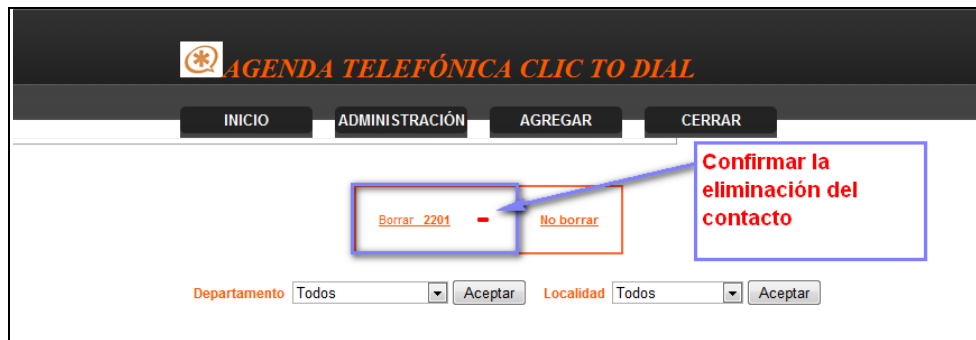 AGENDA TELEFÓNICA CLIC TO DIAL
INICIO ADMINISTRACIÓN AGREGAR CERRAR
Confirmar la
eliminación del
contacto
Borrar 2201 No borrar
Departamento Todos Aceptar Localidad Todos Aceptar